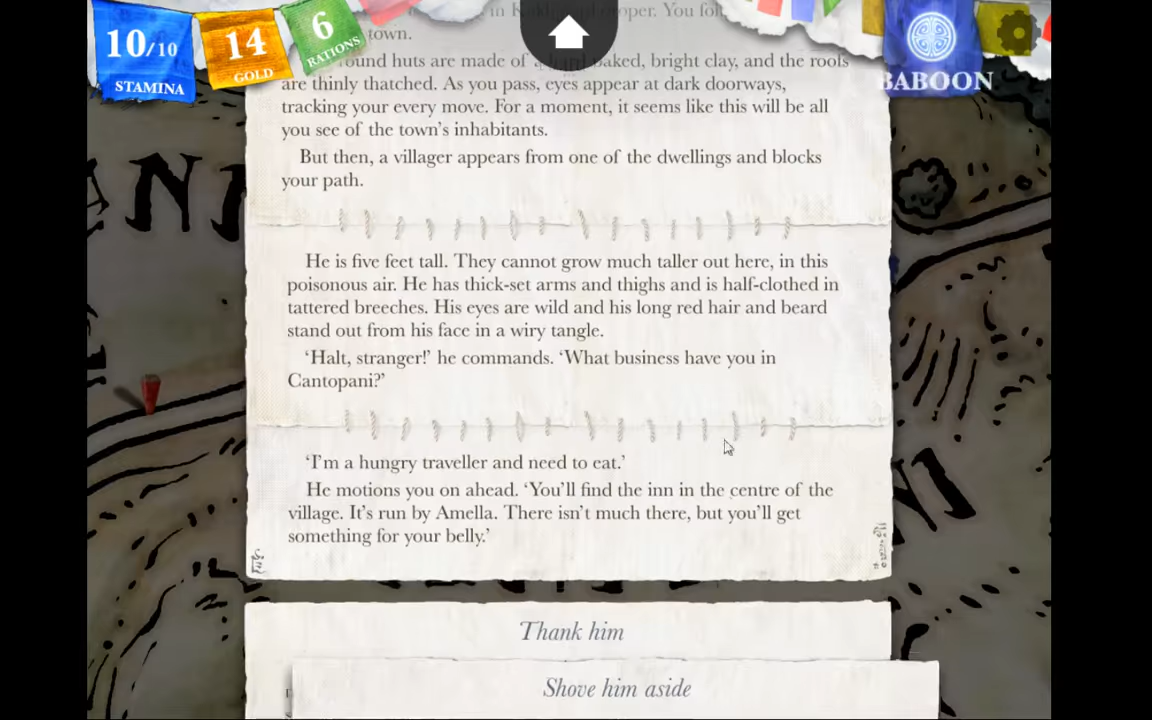 10/10
STAMINA
14
GOLD
6
RATIONS
BABOON
in
You
town.
huts are made of a hard baked, bright clay, and the roofs
are thinly thatched. As you pass, eyes appear at dark doorways,
tracking your every move. For a moment, it seems like this will be all
you see of the town's inhabitants.
But then, a villager appears from one of the dwellings and blocks
your path.
He is five feet tall. They cannot grow much taller out here, in this
poisonous air. He has thick-set arms and thighs and is half-clothed in
tattered breeches. His eyes are wild and his long red hair and beard
stand out from his face in a wiry tangle.
‘Halt, stranger!’ he commands. ‘What business have you in
Cantopani?’
‘I'm a hungry traveller and need to eat.’
He motions you on ahead. ‘You'll find the inn in the centre of the
village. It's run by Amella. There isn't much there, but you'll get
something for your belly.’
Thank him
Shove him aside